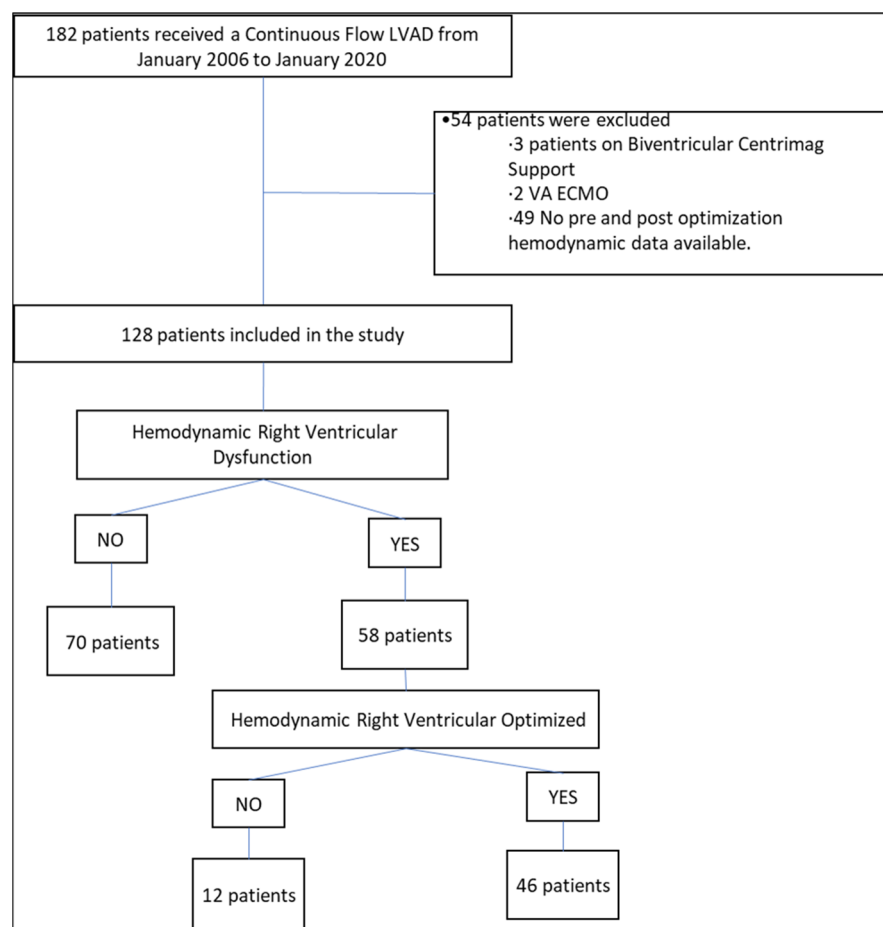 182 patients received a Continuous Flow LVAD from
January 2006 to January 2020
•54 patients were excluded
·3 patients on Biventricular Centrimag
Support
·2 VA ECMO
·49 No pre and post optimization
hemodynamic data available.
128 patients included in the study
Hemodynamic Right Ventricular
Dysfunction
NO
YES
70 patients
58 patients
Hemodynamic Right Ventricular Optimized
NO
YES
12 patients
46 patients